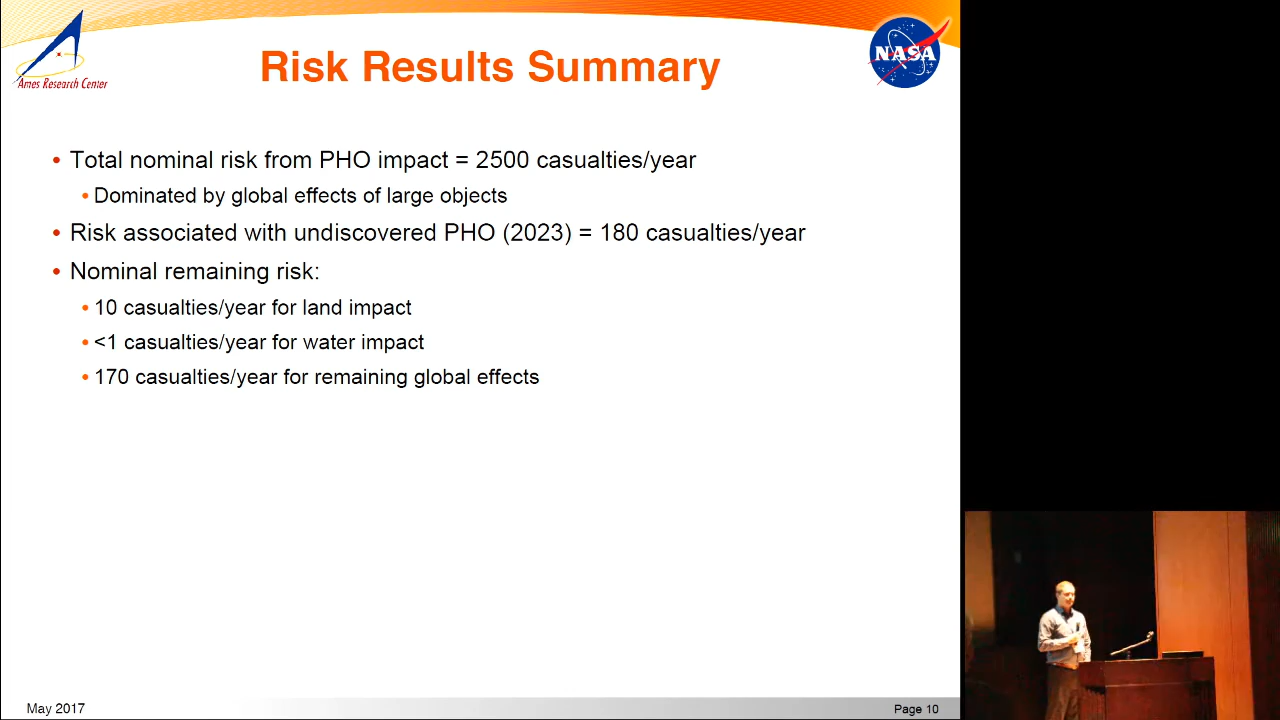 Ames Research Center
NASA
Risk Results Summary
• Total nominal risk from PHO impact = 2500 casualties/year
• Dominated by global effects of large objects
• Risk associated with undiscovered PHO (2023) = 180 casualties/year
• Nominal remaining risk:
• 10 casualties/year for land impact
• <1 casualties/year for water impact
• 170 casualties/year for remaining global effects
May 2017
Page 10